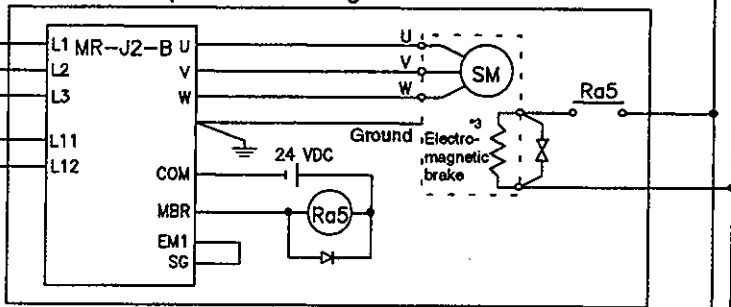 L1 MR-J2-B U
L2 V
L3 W
L11
L12
COM
MBR
EM1
SG
U
V
W
SM
Ground
24 VDC
Ra5
*3
Electro-
magnetic
brake
Ra5